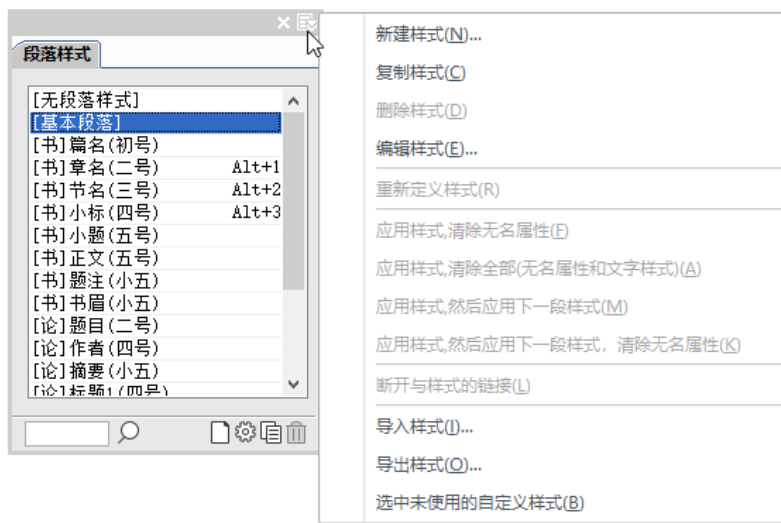 段落样式
[无段落样式]
[基本段落]
[书]篇名(初号)
[书]章名(二号) Alt+1
[书]节名(三号) Alt+2
[书]小标(四号) Alt+3
[书]小题(五号)
[书]正文(五号)
[书]题注(小五)
[书]书眉(小五)
[论]题目(二号)
[论]作者(四号)
[论]摘要(小五)
[论]标题1(四号)
新建样式(N)...
复制样式(C)
删除样式(D)
编辑样式(E)...
重新定义样式(R)
应用样式,清除无名属性(F)
应用样式,清除全部(无名属性和文字样式)(A)
应用样式,然后应用下一段样式(M)
应用样式,然后应用下一段样式，清除无名属性(K)
断开与样式的链接(L)
导入样式(I)...
导出样式(O)...
选中未使用的自定义样式(B)